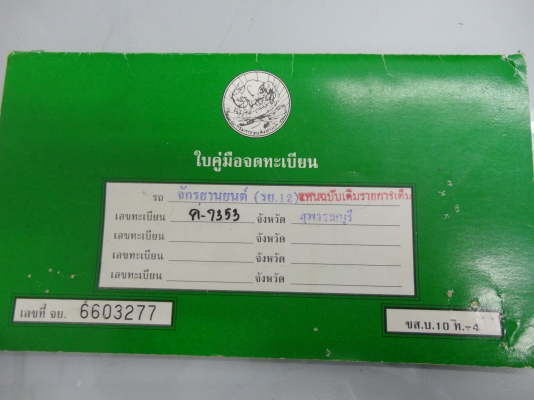 ใบคู่มือจดทะเบียน
รถ จักรยานยนต์ (รย.12) แทนฉบับเดิมรายการเต็ม
เลขทะเบียน ค-9353 จังหวัด สุพรรณบุรี
เลขทะเบียน จังหวัด
เลขทะเบียน จังหวัด
เลขทะเบียน จังหวัด
เลขที่ จย. 6603277
ขส.บ.10 ท.-4